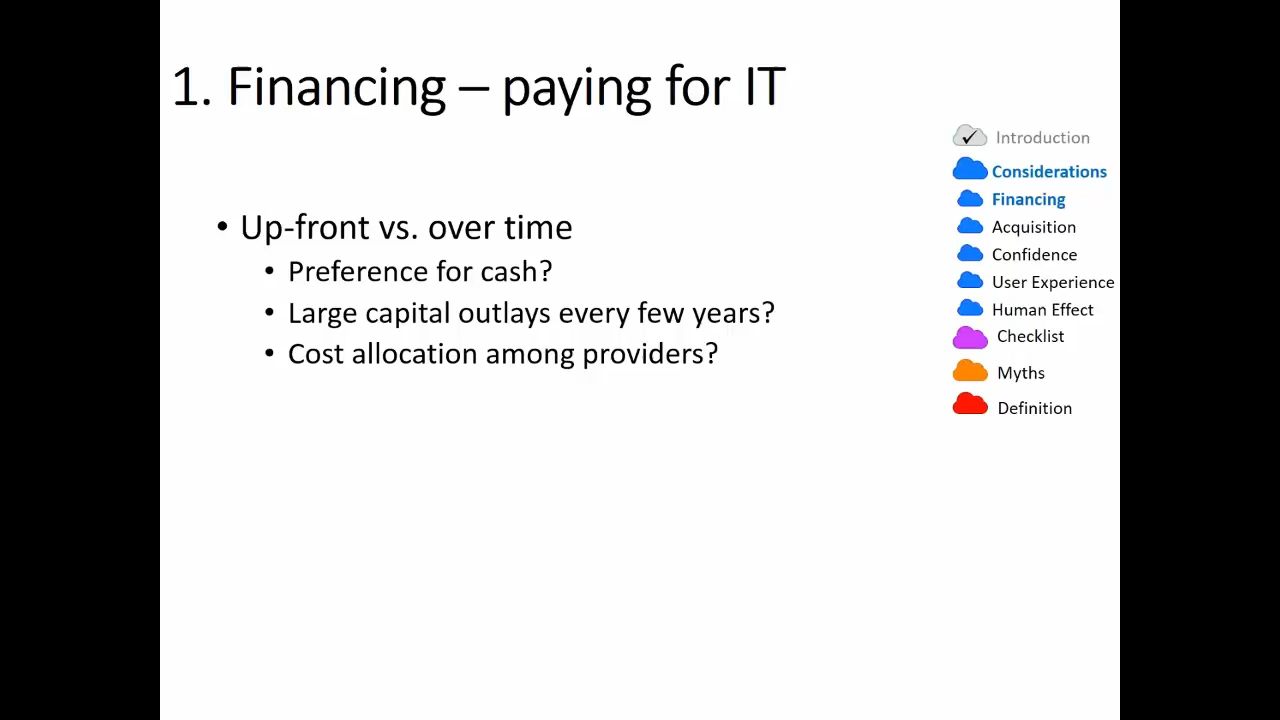 1. Financing – paying for IT
• Up-front vs. over time
• Preference for cash?
• Large capital outlays every few years?
• Cost allocation among providers?
Introduction
Considerations
Financing
Acquisition
Confidence
User Experience
Human Effect
Checklist
Myths
Definition